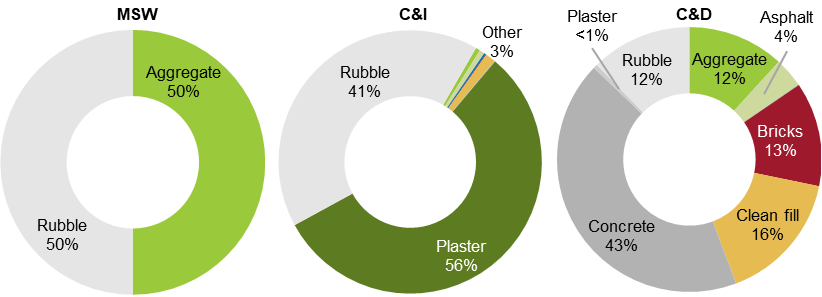 MSW
Aggregate
50%
Rubble
50%
C&I
Other
3%
Rubble
41%
Plaster
56%
C&D
Plaster
<1%
Rubble
12%
Aggregate
12%
Asphalt
4%
Bricks
13%
Clean fill
16%
Concrete
43%